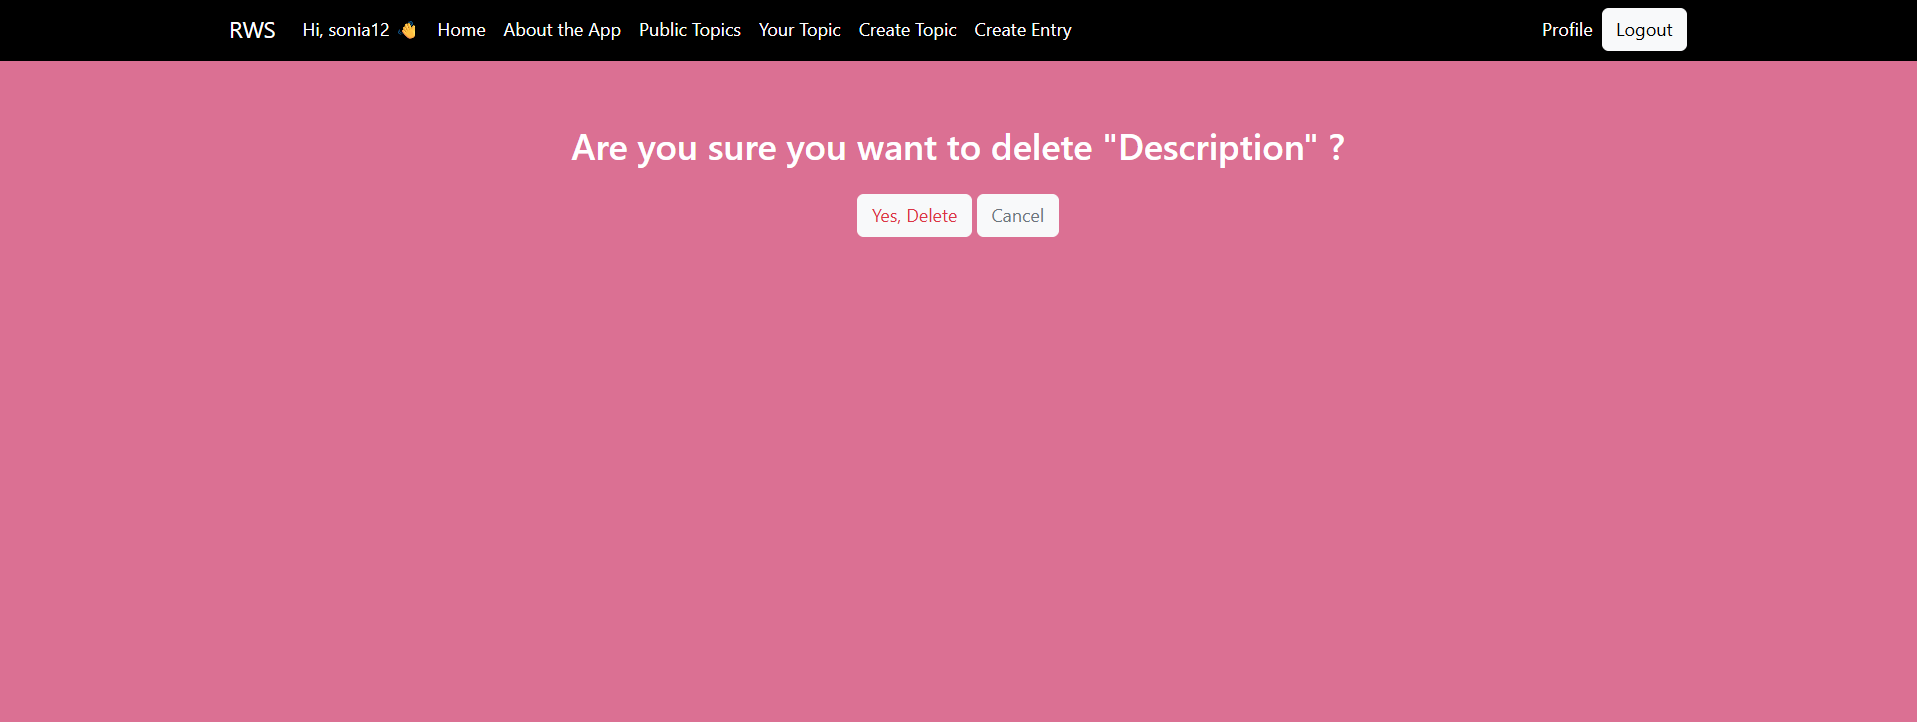 RWS Hi, sonia12 👋 Home About the App Public Topics Your Topic Create Topic Create Entry Profile Logout
Are you sure you want to delete "Description" ?
Yes, Delete Cancel